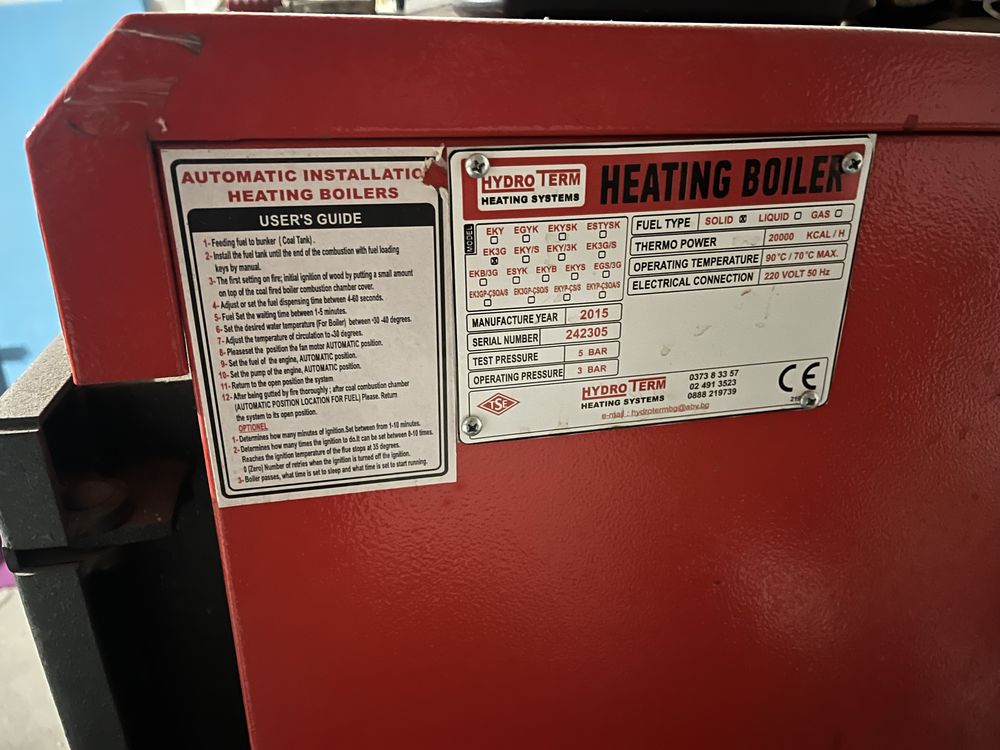 AUTOMATIC INSTALLATIO
HEATING BOILERS
USER'S GUIDE
1- Feeding fuel to bunker ( Coal Tank) .
2- Install the fuel tank until the end of the combustion with fuel loading
keys by manual.
3- The first setting on fire; initial ignition of wood by putting a small amount
on top of the coal fired boiler combustion chamber cover.
4- Adjust or set the fuel dispensing time between 4-60 seconds.
5- Fuel Set the waiting time between 1-5 minutes.
6- Set the desired water temperature (For Boiler) between -30 -40 degrees.
7- Adjust the temperature of circulation to -30 degrees.
8- Pleaseset the position the fan motor AUTOMATIC position.
9- Set the fuel of the engine, AUTOMATIC position.
10- Set the pump of the engine, AUTOMATIC position.
11- Return to the open position the system
12- After being gutted by fire thoroughly ; after coal combustion chamber
(AUTOMATIC POSITION LOCATION FOR FUEL) Please. Return
the system to its open position.
OPTIONEL
1- Determines how many minutes of ignition.Set between from 1-10 minutes.
2- Determines how many times the ignition to do.It can be set between 0-10 times.
Reaches the ignition temperature of the flue stops at 35 degrees.
0 (Zero) Number of retries when the ignition is turned off the ignition.
3- Boiler passes, what time is set to sleep and what time is set to start running.
HYDRO TERM
HEATING SYSTEMS
HEATING BOILER
MODEL
EKY EGYK EKYSK ESTYSK
EK3G EKY/S EKY/3K EK3G/S
EKB/3G ESYK EKYB EKYS EGS/3G
EK3GP-ÇSOA/S EK3GP-ÇSO/S EKYP-ÇS/S EKYP-ÇSOA/S
FUEL TYPE SOLID LIQUID GAS
THERMO POWER 20000 KCAL / H
OPERATING TEMPERATURE 90°C / 70°C MAX.
ELECTRICAL CONNECTION 220 VOLT 50 Hz
MANUFACTURE YEAR 2015
SERIAL NUMBER 242305
TEST PRESSURE 5 BAR
OPERATING PRESSURE 3 BAR
TSE
HYDRO TERM
HEATING SYSTEMS
0373 8 33 57
02 491 3523
0888 219739
e-mail : hydrotermbg@abv.bg
CE